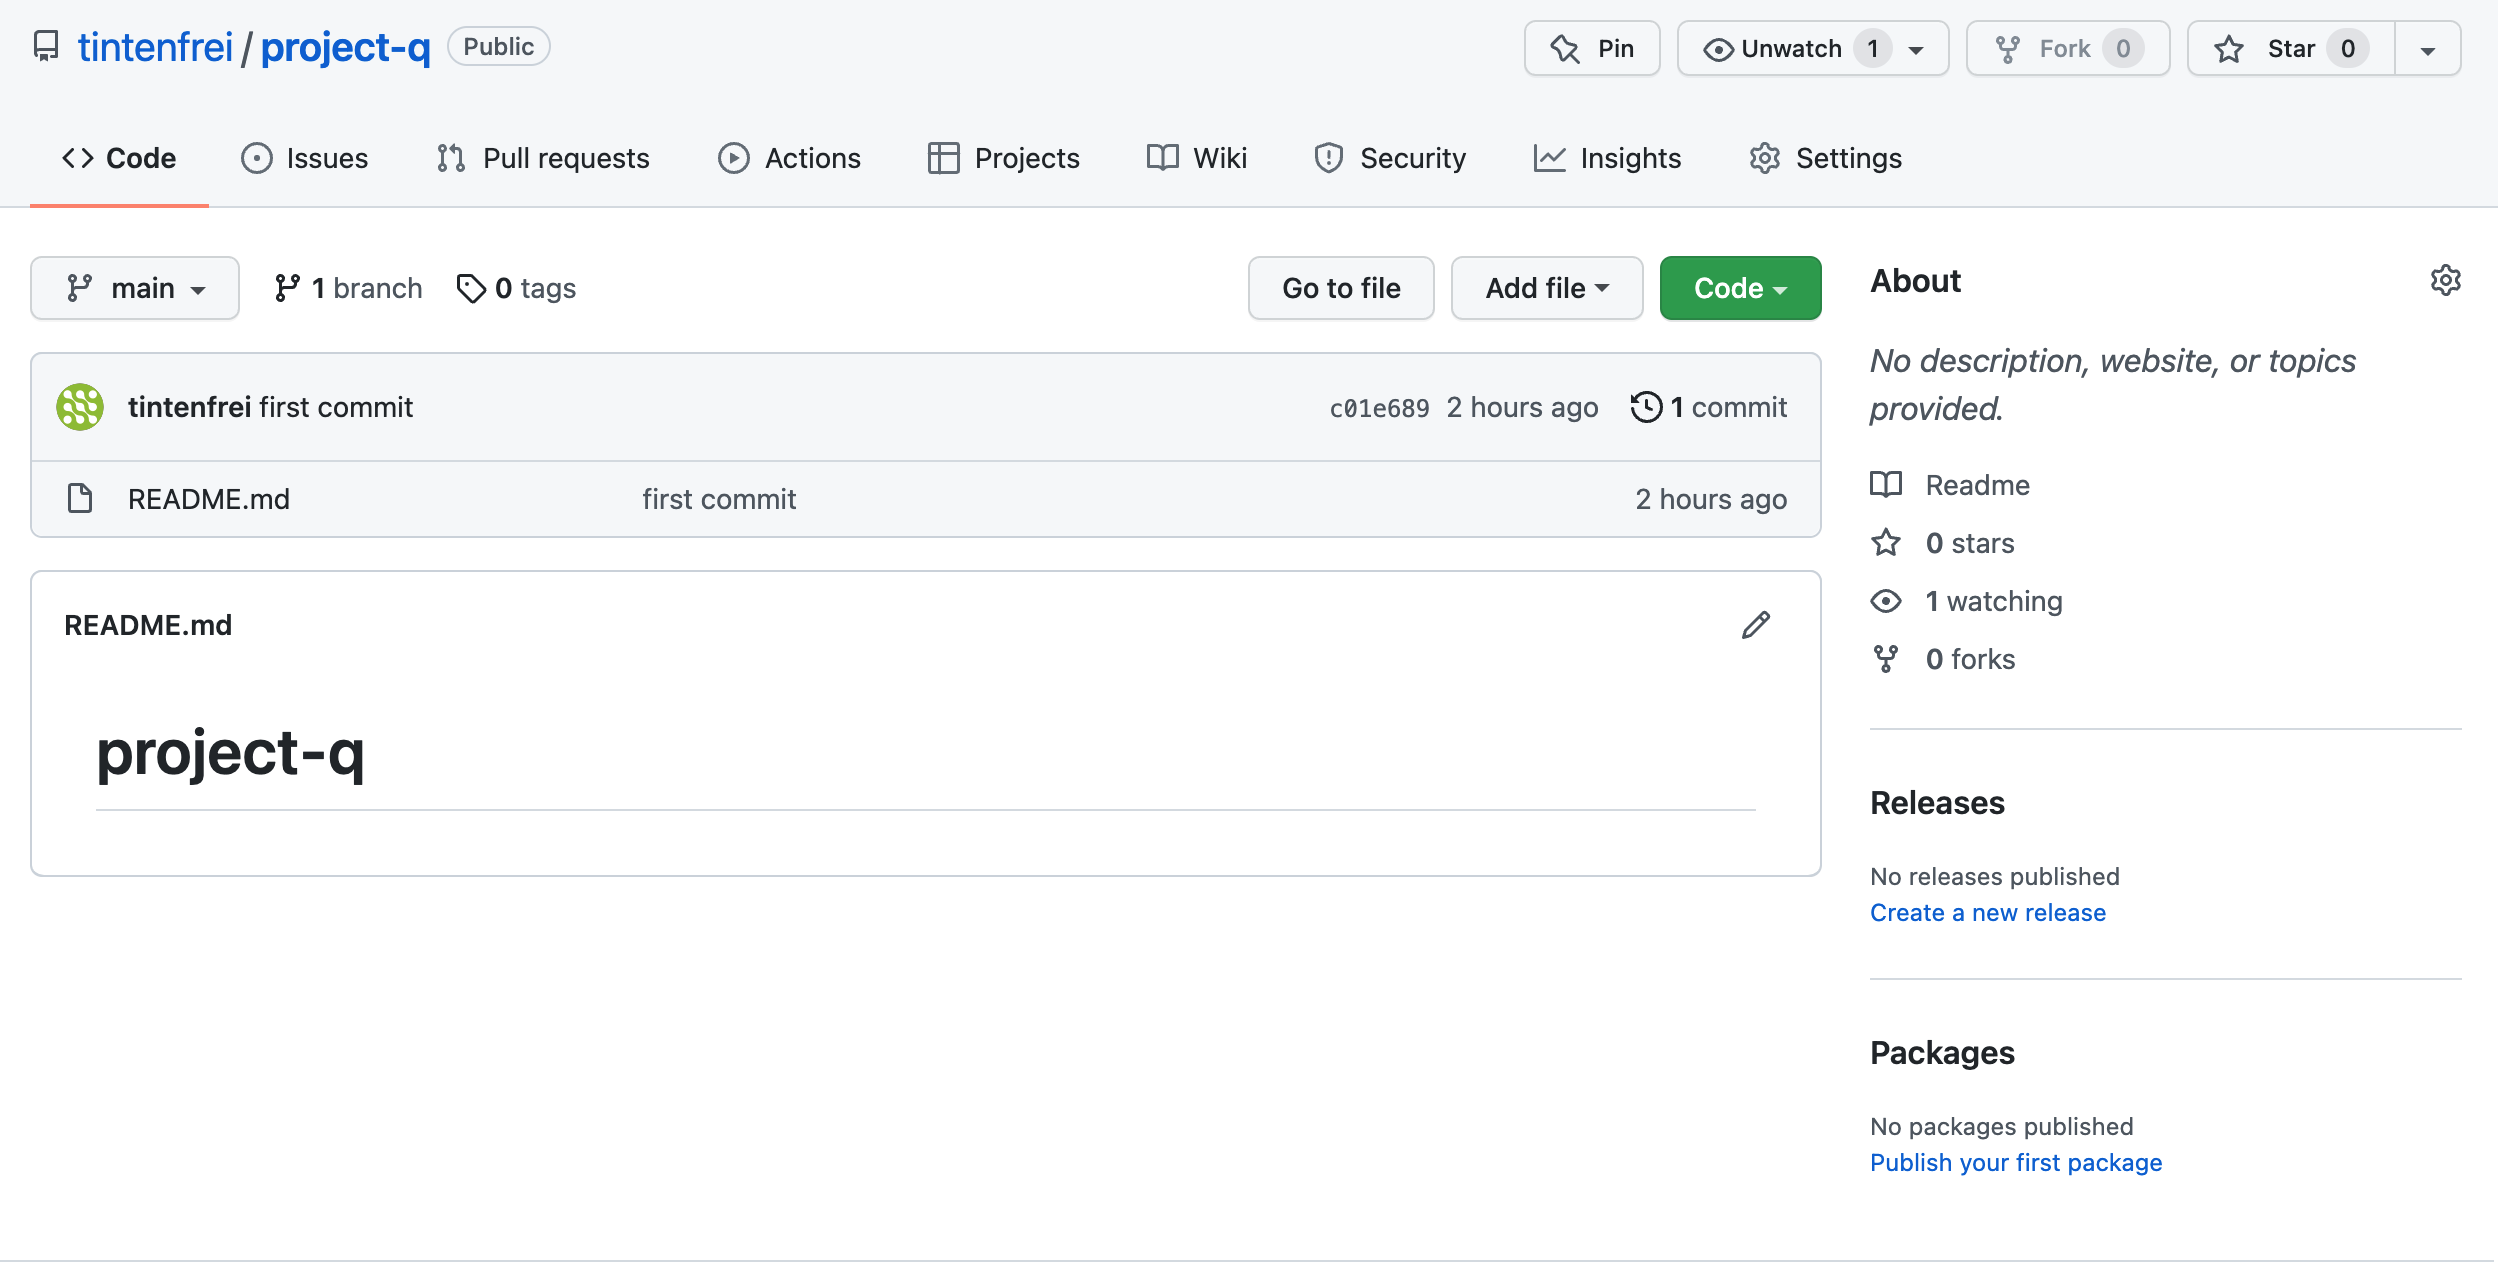 tintenfrei / project-q Public
Pin
Unwatch 1
Fork 0
Star 0
Code
Issues
Pull requests
Actions
Projects
Wiki
Security
Insights
Settings
main
1 branch
0 tags
Go to file
Add file
Code
tintenfrei first commit
c01e689 2 hours ago
1 commit
README.md
first commit
2 hours ago
README.md
project-q
About
No description, website, or topics
provided.
Readme
0 stars
1 watching
0 forks
Releases
No releases published
Create a new release
Packages
No packages published
Publish your first package